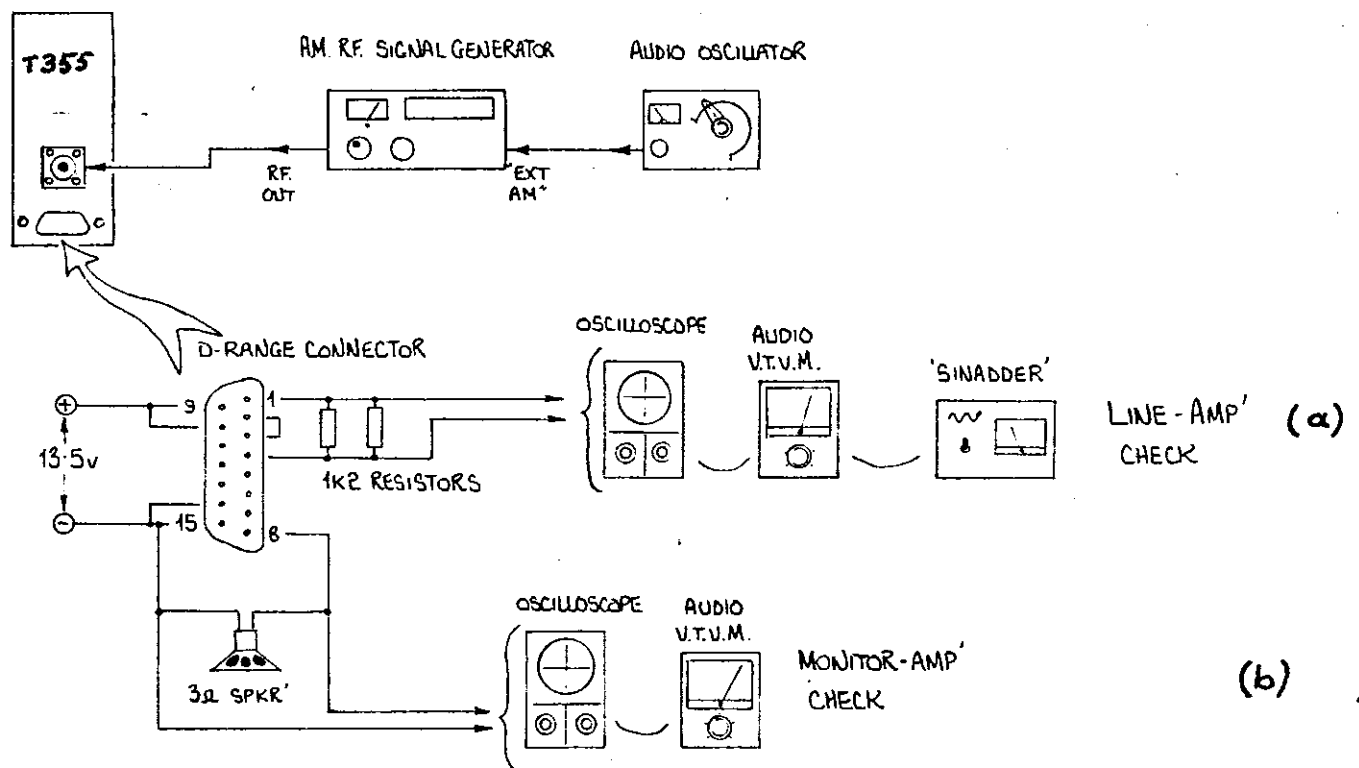 T355
AM. RF. SIGNAL GENERATOR
AUDIO OSCILLATOR
RF.
OUT
"EXT
AM"
D-RANGE CONNECTOR
OSCILLOSCOPE
AUDIO
V.T.V.M.
'SINADDER'
LINE-AMP'
CHECK
(a)
+
9
1
13.5v
1K2 RESISTORS
-
15
8
3Ω SPKR'
OSCILLOSCOPE
AUDIO
V.T.V.M.
MONITOR-AMP'
CHECK
(b)